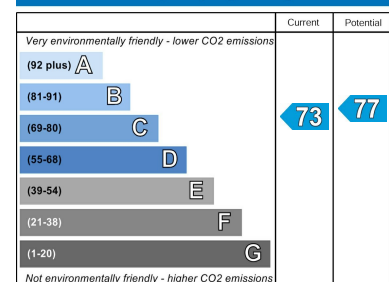 Current Potential
Very environmentally friendly - lower CO2 emissions
(92 plus) A
(81-91) B
(69-80) C
73 77
(55-68) D
(39-54) E
(21-38) F
(1-20) G
Not environmentally friendly - higher CO2 emissions